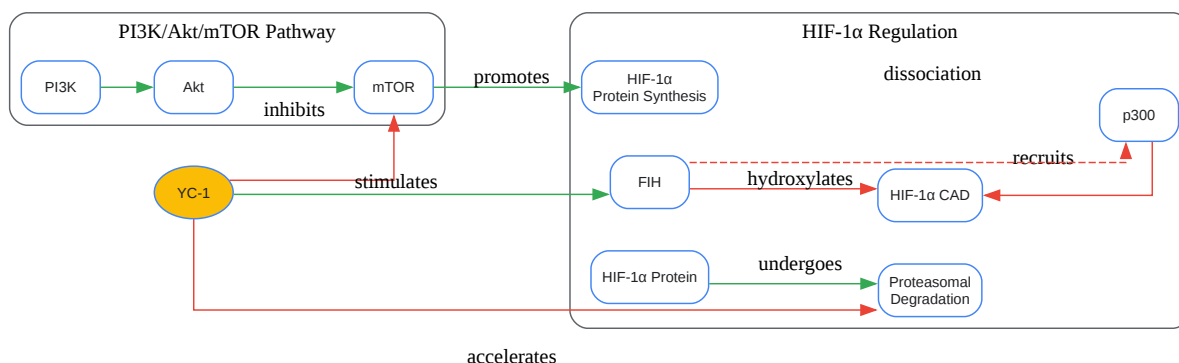 PI3K/Akt/mTOR Pathway
HIF-1α Regulation
PI3K
Akt
inhibits
mTOR
promotes
HIF-1α
Protein Synthesis
dissociation
p300
YC-1
stimulates
FIH
hydroxylates
recruits
HIF-1α CAD
HIF-1α Protein
undergoes
Proteasomal
Degradation
accelerates